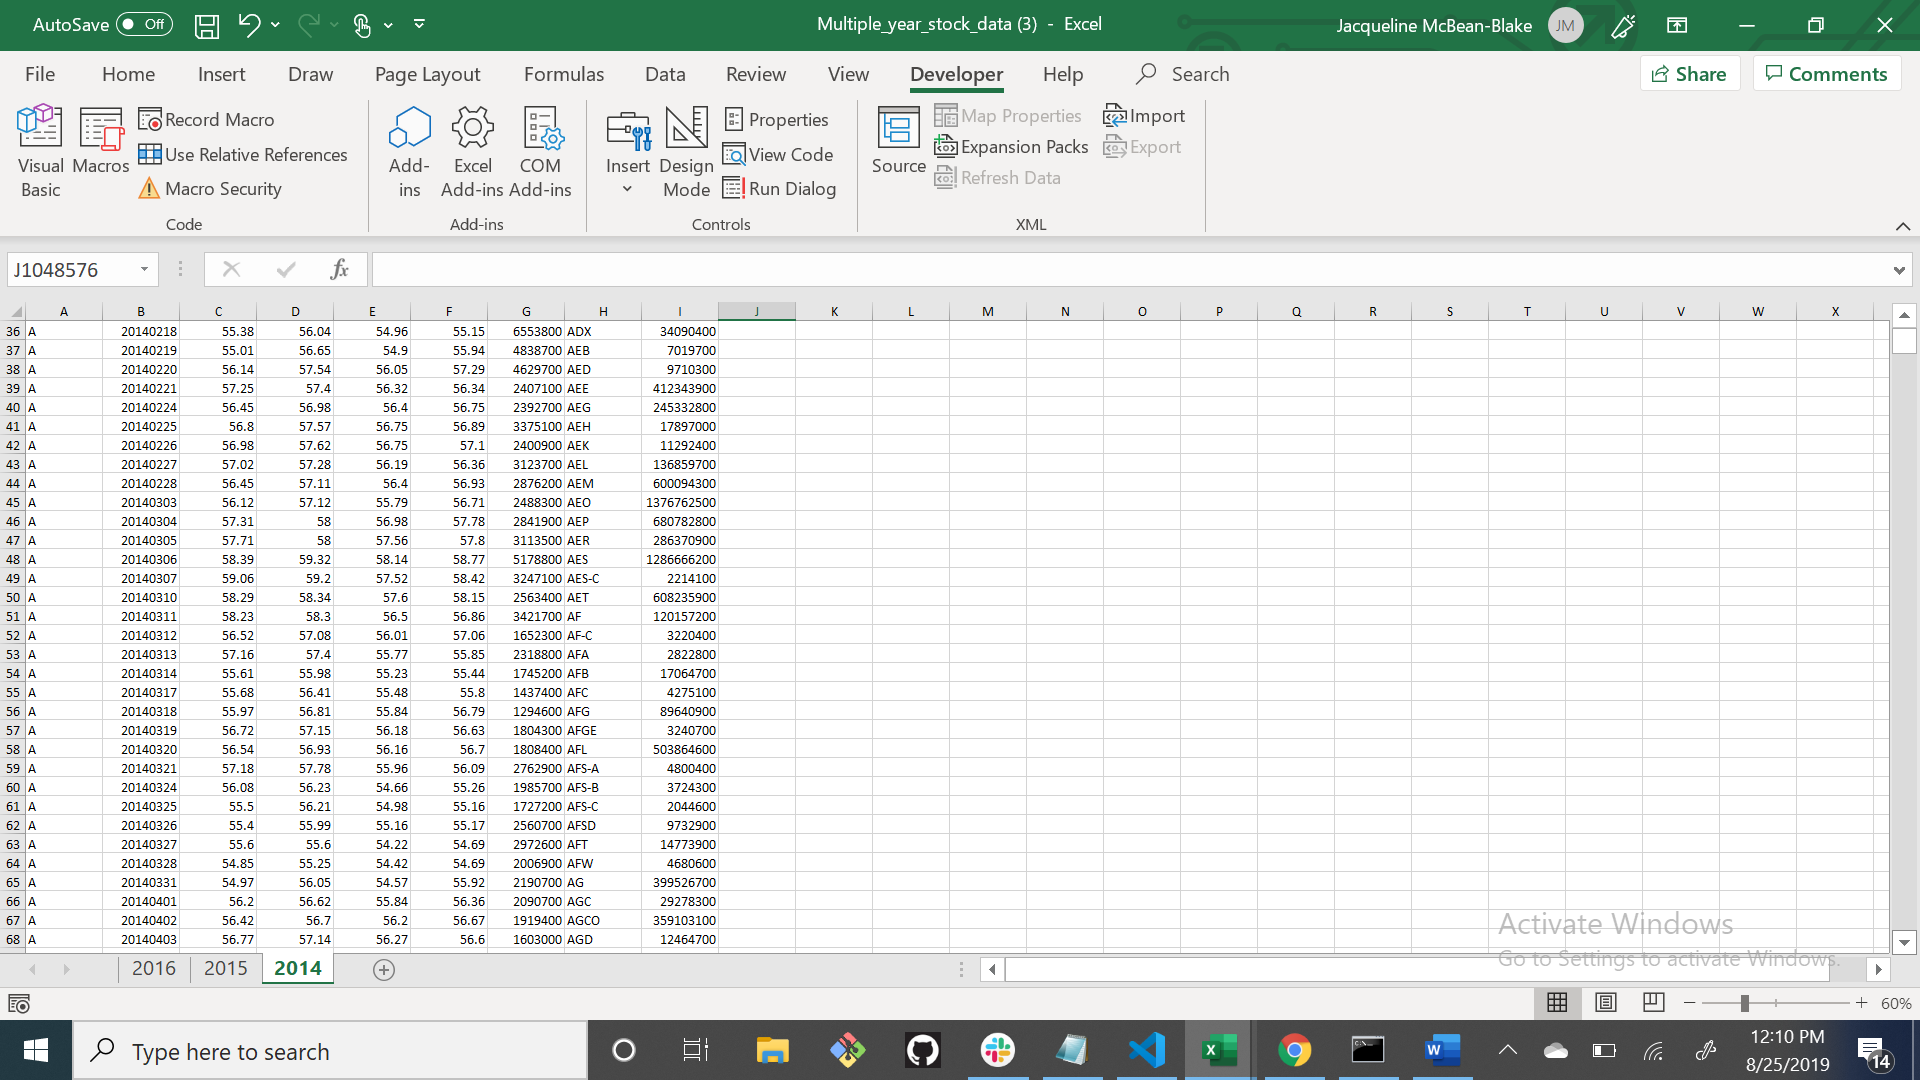 AutoSave Off Multiple_year_stock_data (3) - Excel Jacqueline McBean-Blake JM
File Home Insert Draw Page Layout Formulas Data Review View Developer Help Search Share Comments
Visual Basic
Macros
Record Macro
Use Relative References
Macro Security
Code
Add-ins
Excel Add-ins
COM Add-ins
Add-ins
Insert
Design Mode
Properties
View Code
Run Dialog
Controls
Source
Map Properties
Expansion Packs
Refresh Data
Import
Export
XML
J1048576 fx
A B C D E F G H I J K L M N O P Q R S T U V W X
36 A 20140218 55.38 56.04 54.96 55.15 6553800 ADX 34090400
37 A 20140219 55.01 56.65 54.9 55.94 4838700 AEB 7019700
38 A 20140220 56.14 57.54 56.05 57.29 4629700 AED 9710300
39 A 20140221 57.25 57.4 56.32 56.34 2407100 AEE 412343900
40 A 20140224 56.45 56.98 56.4 56.75 2392700 AEG 245332800
41 A 20140225 56.8 57.57 56.75 56.89 3375100 AEH 17897000
42 A 20140226 56.98 57.62 56.75 57.1 2400900 AEK 11292400
43 A 20140227 57.02 57.28 56.19 56.36 3123700 AEL 136859700
44 A 20140228 56.45 57.11 56.4 56.93 2876200 AEM 600094300
45 A 20140303 56.12 57.12 55.79 56.71 2488300 AEO 1376762500
46 A 20140304 57.31 58 56.98 57.78 2841900 AEP 680782800
47 A 20140305 57.71 58 57.56 57.8 3113500 AER 286370900
48 A 20140306 58.39 59.32 58.14 58.77 5178800 AES 1286666200
49 A 20140307 59.06 59.2 57.52 58.42 3247100 AES-C 2214100
50 A 20140310 58.29 58.34 57.6 58.15 2563400 AET 608235900
51 A 20140311 58.23 58.3 56.5 56.86 3421700 AF 120157200
52 A 20140312 56.52 57.08 56.01 57.06 1652300 AF-C 3220400
53 A 20140313 57.16 57.4 55.77 55.85 2318800 AFA 2822800
54 A 20140314 55.61 55.98 55.23 55.44 1745200 AFB 17064700
55 A 20140317 55.68 56.41 55.48 55.8 1437400 AFC 4275100
56 A 20140318 55.97 56.81 55.84 56.79 1294600 AFG 89640900
57 A 20140319 56.72 57.15 56.18 56.63 1804300 AFGE 3240700
58 A 20140320 56.54 56.93 56.16 56.7 1808400 AFL 503864600
59 A 20140321 57.18 57.78 55.96 56.09 2762900 AFS-A 4800400
60 A 20140324 56.08 56.23 54.66 55.26 1985700 AFS-B 3724300
61 A 20140325 55.5 56.21 54.98 55.16 1727200 AFS-C 2044600
62 A 20140326 55.4 55.99 55.16 55.17 2560700 AFSD 9732900
63 A 20140327 55.6 55.6 54.22 54.69 2972600 AFT 14773900
64 A 20140328 54.85 55.25 54.42 54.69 2006900 AFW 4680600
65 A 20140331 54.97 56.05 54.57 55.92 2190700 AG 399526700
66 A 20140401 56.2 56.62 55.84 56.36 2090700 AGC 29278300
67 A 20140402 56.42 56.7 56.2 56.67 1919400 AGCO 359103100
68 A 20140403 56.77 57.14 56.27 56.6 1603000 AGD 12464700
Activate Windows
Go to Settings to activate Windows.
2016 2015 2014
60%
Type here to search
12:10 PM
8/25/2019
14